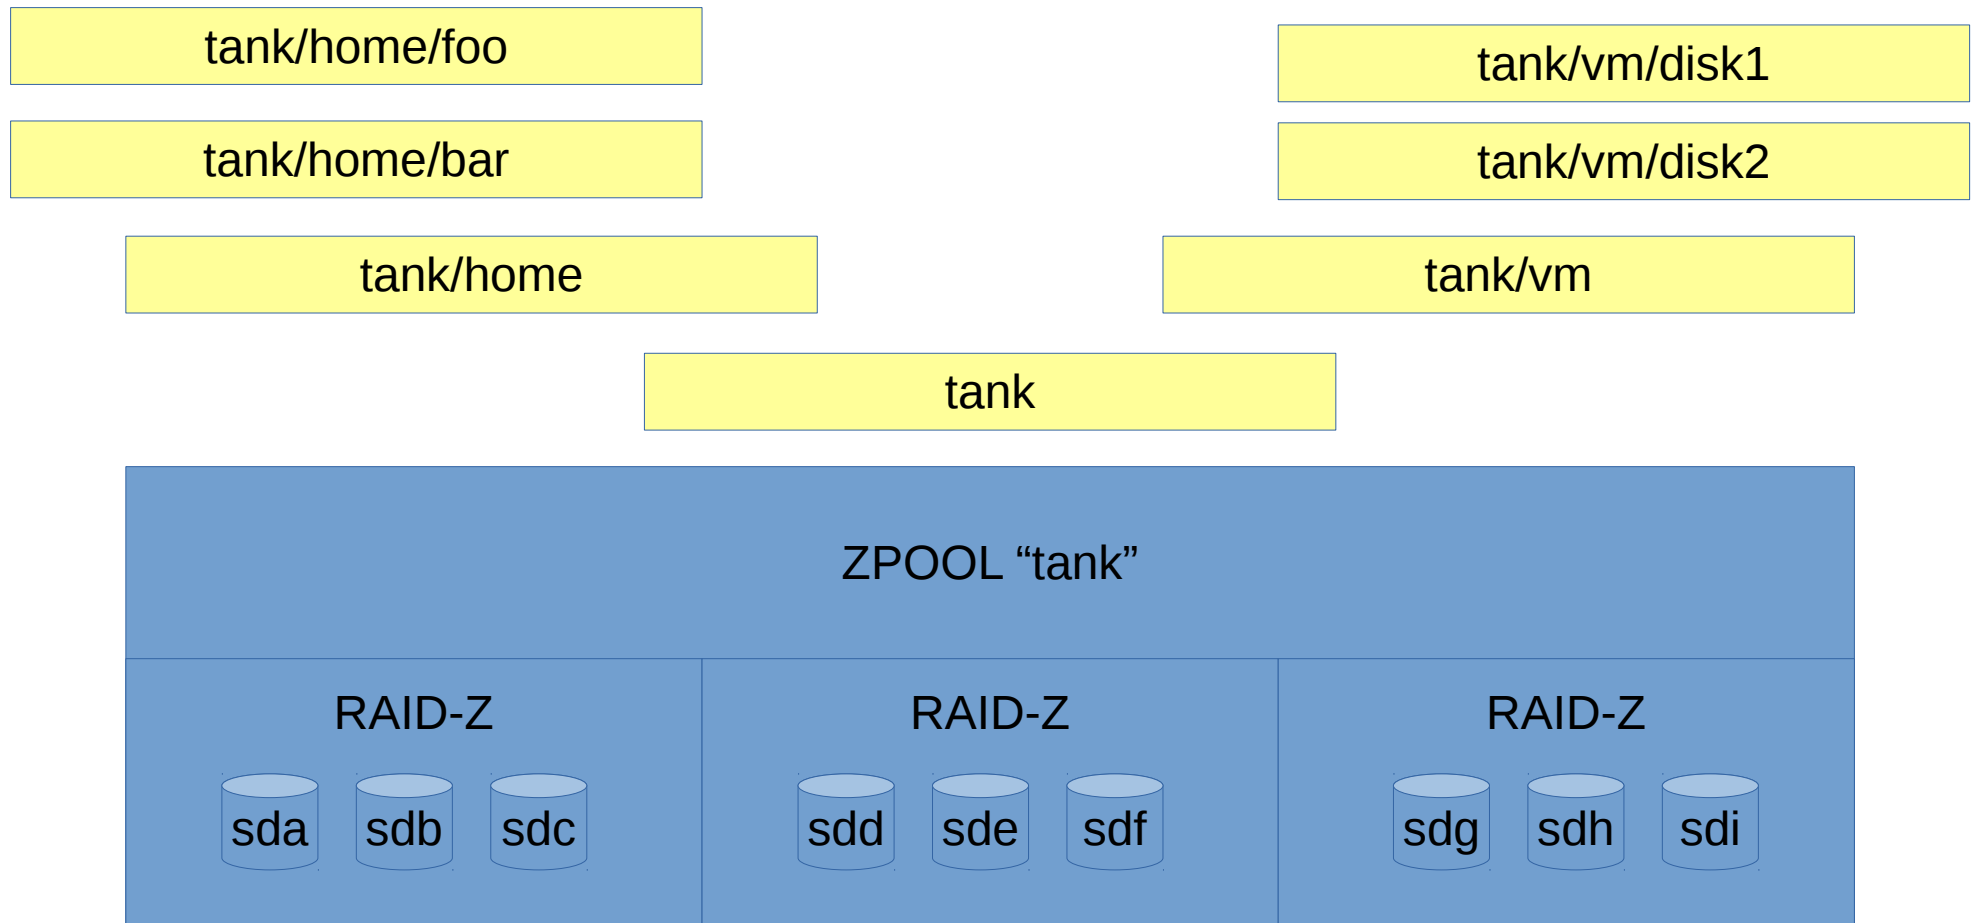 tank/home/foo
tank/vm/disk1
tank/home/bar
tank/vm/disk2
tank/home
tank/vm
tank
ZPOOL “tank”
RAID-Z
RAID-Z
RAID-Z
sda
sdb
sdc
sdd
sde
sdf
sdg
sdh
sdi